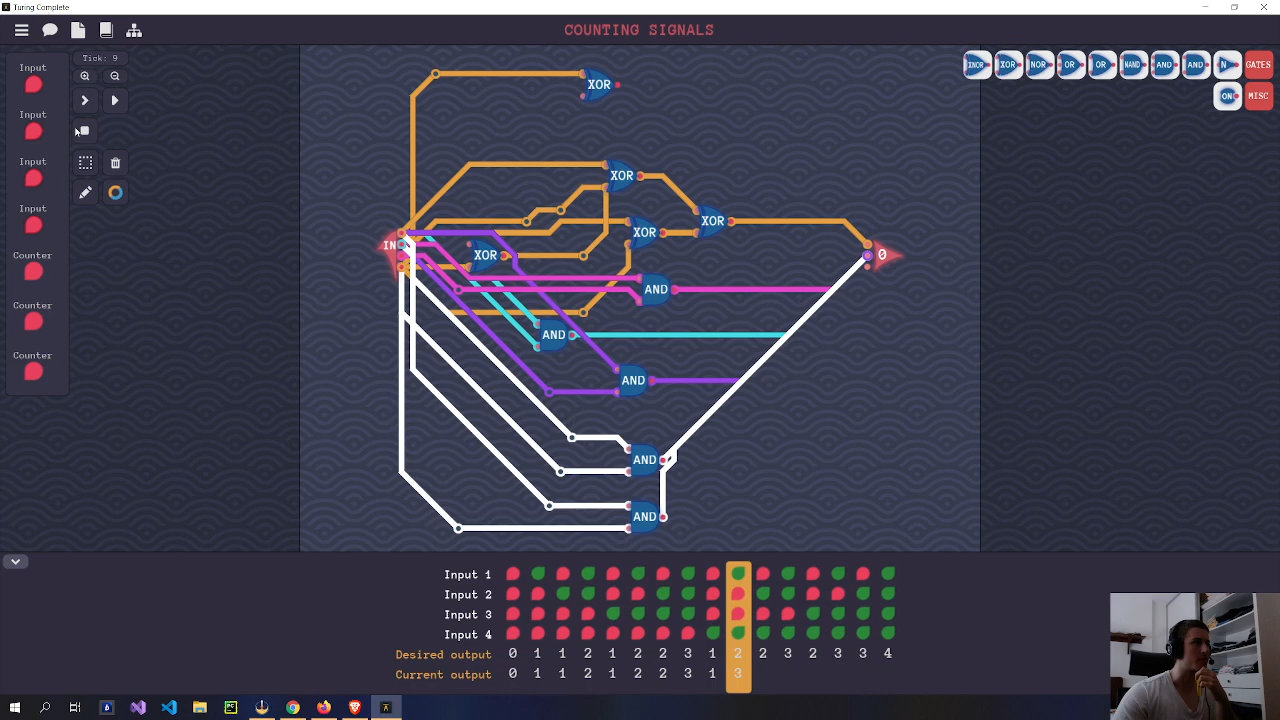 Turing Complete
COUNTING SIGNALS
Input
Input
Input
Input
Counter
Counter
Counter
Tick: 9
XNOR XOR NOR OR OR NAND AND AND N GATES
ON MISC
XOR
XOR
XOR
XOR
XOR
IN
0
AND
AND
AND
AND
AND
Input 1
Input 2
Input 3
Input 4
Desired output 0 1 1 2 1 2 2 3 1 2 2 3 2 3 3 4
Current output 0 1 1 2 1 2 2 3 1 3